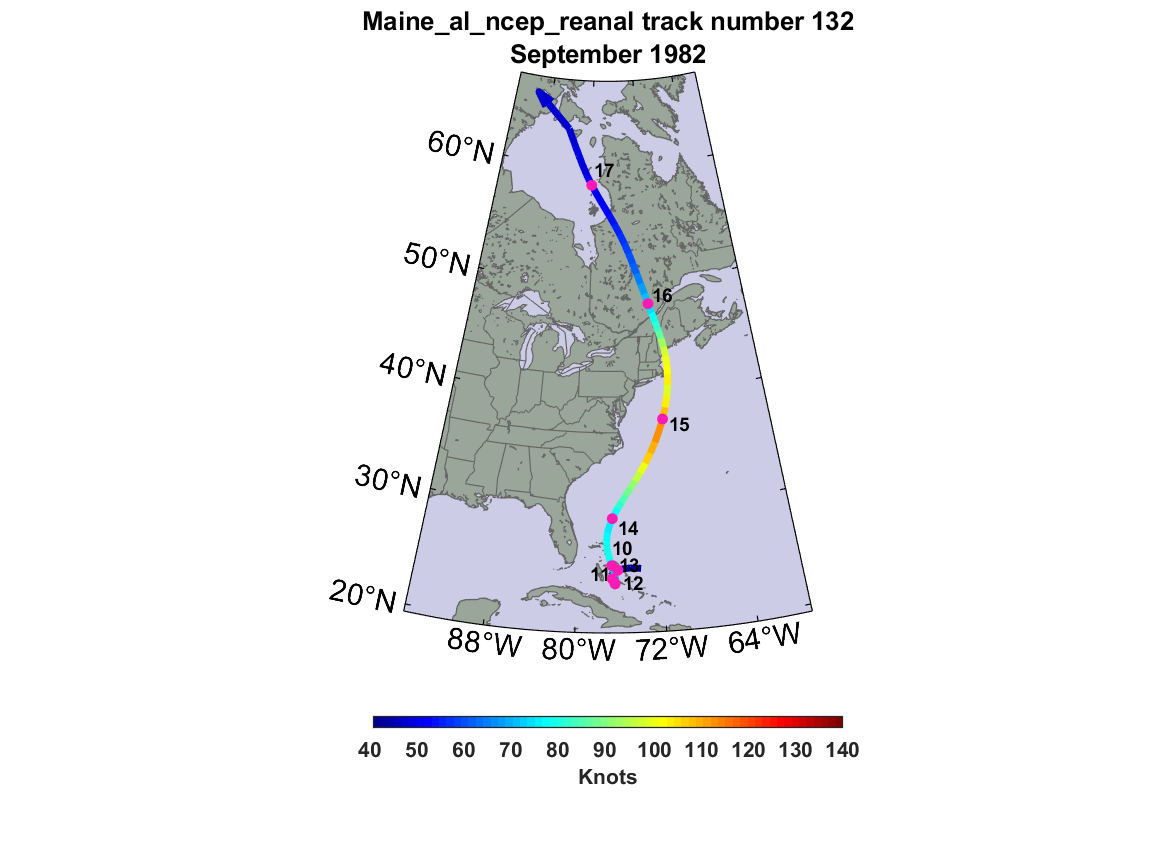 Maine_al_ncep_reanal track number 132
September 1982
60°N
50°N
40°N
30°N
20°N
17
16
15
14
10
13
11
12
88°W 80°W 72°W 64°W
40 50 60 70 80 90 100 110 120 130 140
Knots